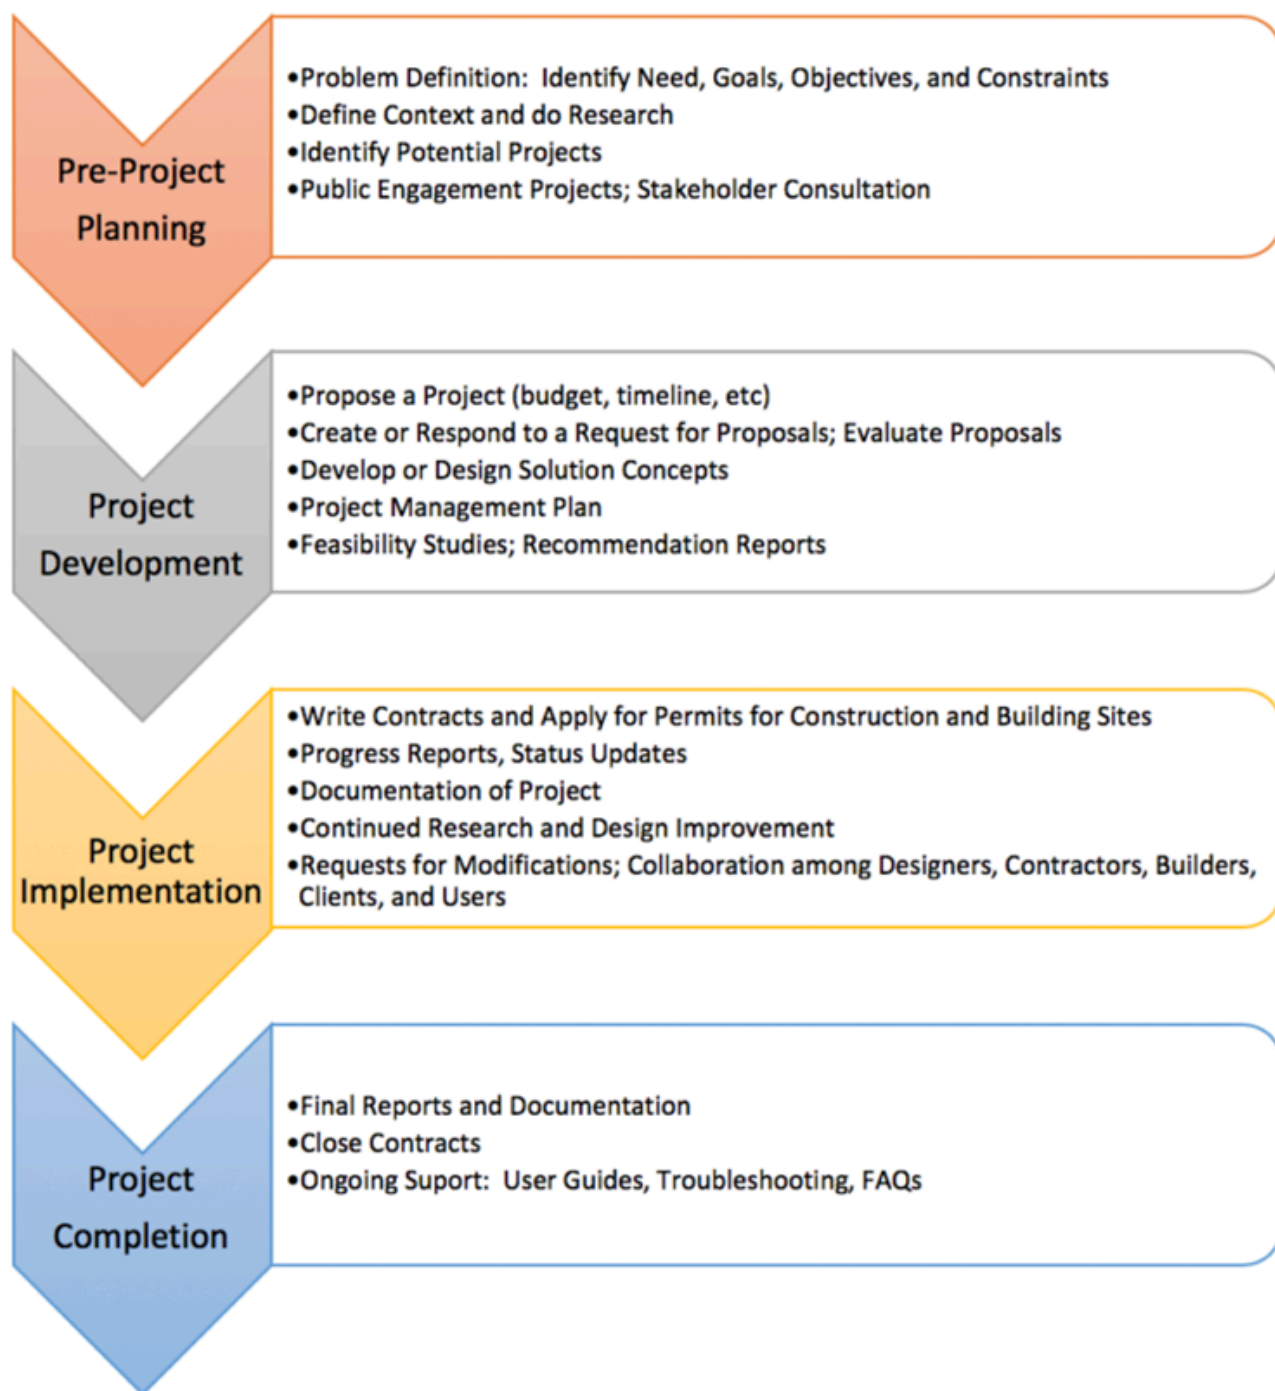 Pre-Project
Planning
•Problem Definition:  Identify Need, Goals, Objectives, and Constraints
•Define Context and do Research
•Identify Potential Projects
•Public Engagement Projects; Stakeholder Consultation
Project
Development
•Propose a Project (budget, timeline, etc)
•Create or Respond to a Request for Proposals; Evaluate Proposals
•Develop or Design Solution Concepts
•Project Management Plan
•Feasibility Studies; Recommendation Reports
Project
Implementation
•Write Contracts and Apply for Permits for Construction and Building Sites
•Progress Reports, Status Updates
•Documentation of Project
•Continued Research and Design Improvement
•Requests for Modifications; Collaboration among Designers, Contractors, Builders,
Clients, and Users
Project
Completion
•Final Reports and Documentation
•Close Contracts
•Ongoing Suport:  User Guides, Troubleshooting, FAQs